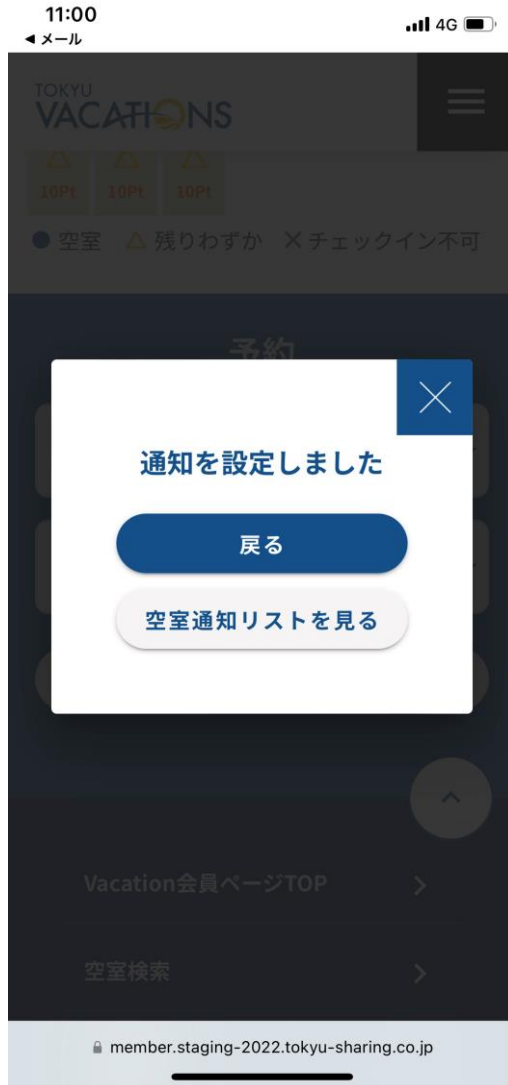 11:00
4G
◀ メール
TOKYU
VACATIONS
10Pt 10Pt 10Pt
● 空室 △ 残りわずか ×チェックイン不可
予約
通知を設定しました
戻る
空室通知リストを見る
Vacation会員ページTOP
空室検索
member.staging-2022.tokyu-sharing.co.jp